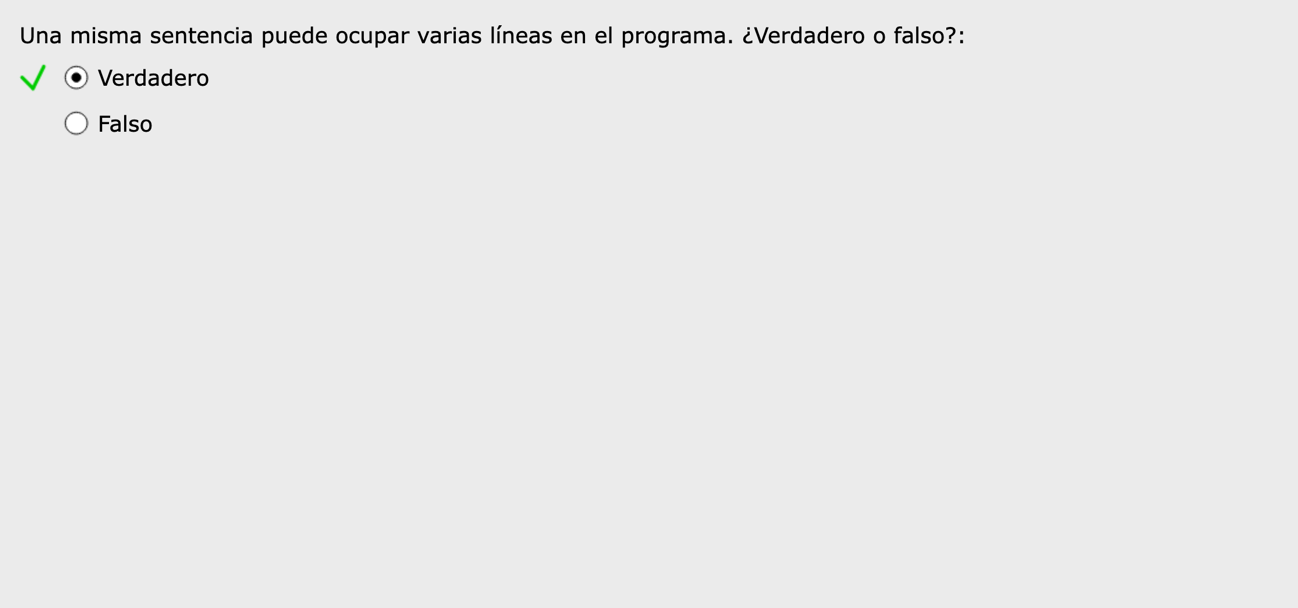 Una misma sentencia puede ocupar varias líneas en el programa. ¿Verdadero o falso?:
Verdadero
Falso